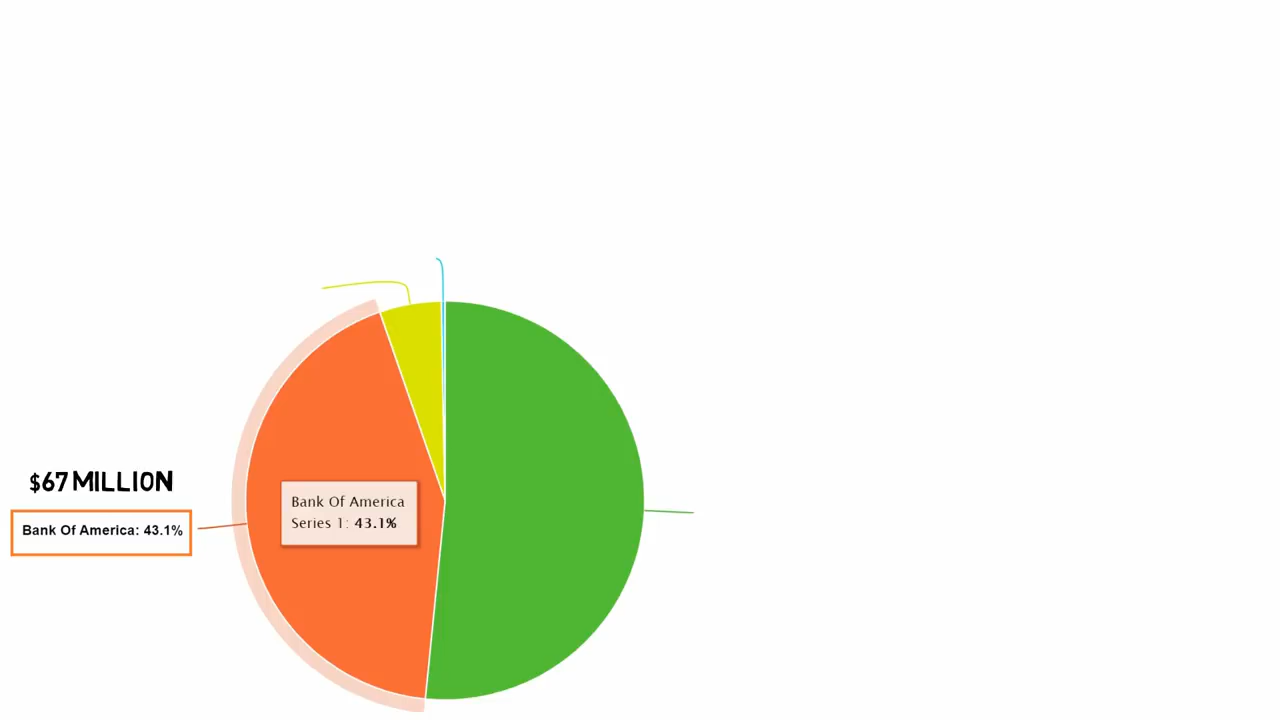 $67 MILLION
Bank Of America: 43.1%
Bank Of America
Series 1: 43.1%